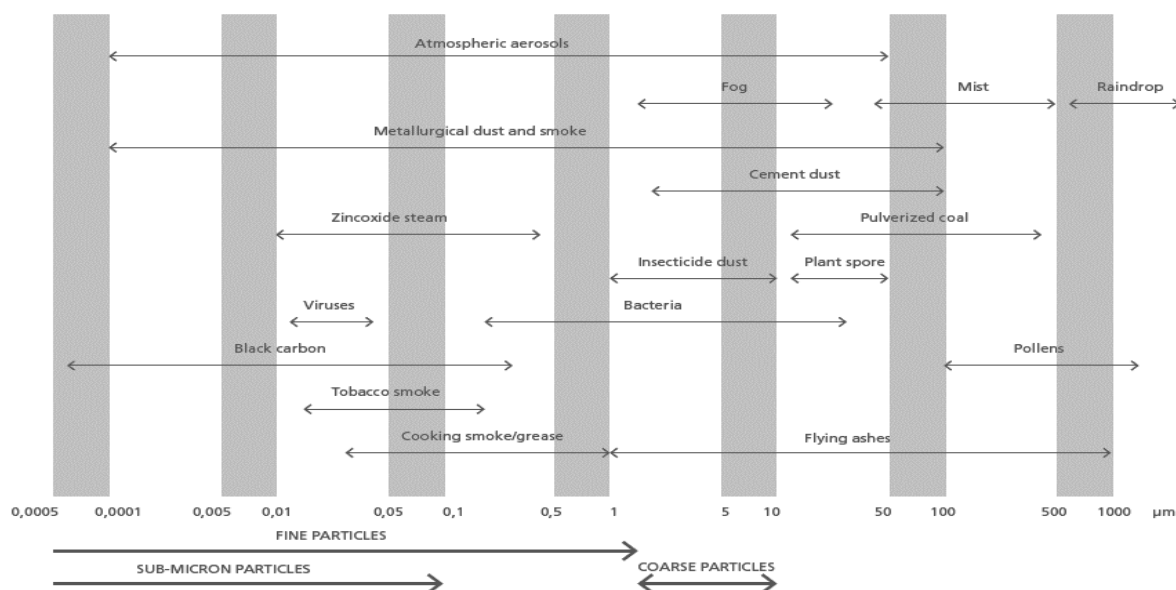 Atmospheric aerosols
Fog
Mist
Raindrop
Metallurgical dust and smoke
Cement dust
Zincoxide steam
Pulverized coal
Insecticide dust
Plant spore
Viruses
Bacteria
Black carbon
Pollens
Tobacco smoke
Cooking smoke/grease
Flying ashes
0,0005 0,0001 0,005 0,01 0,05 0,1 0,5 1 5 10 50 100 500 1000 µm
FINE PARTICLES
SUB-MICRON PARTICLES
COARSE PARTICLES